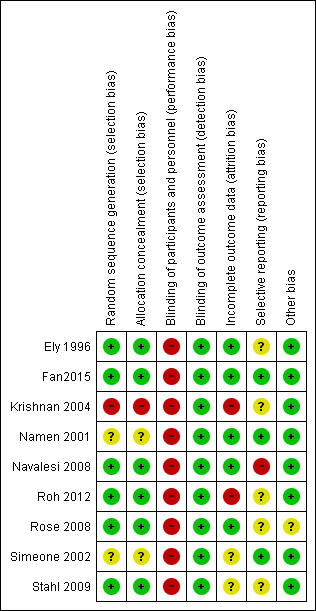 Random sequence generation (selection bias)
Allocation concealment (selection bias)
Blinding of participants and personnel (performance bias)
Blinding of outcome assessment (detection bias)
Incomplete outcome data (attrition bias)
Selective reporting (reporting bias)
Other bias
Ely 1996 + + - + + ? +
Fan2015 + + - + + + +
Krishnan 2004 - - - + - ? +
Namen 2001 ? ? - + + + +
Navalesi 2008 + + - + + - +
Roh 2012 + + - + - ? +
Rose 2008 + + - + + ? ?
Simeone 2002 ? ? - + ? + +
Stahl 2009 + + - + ? ? +